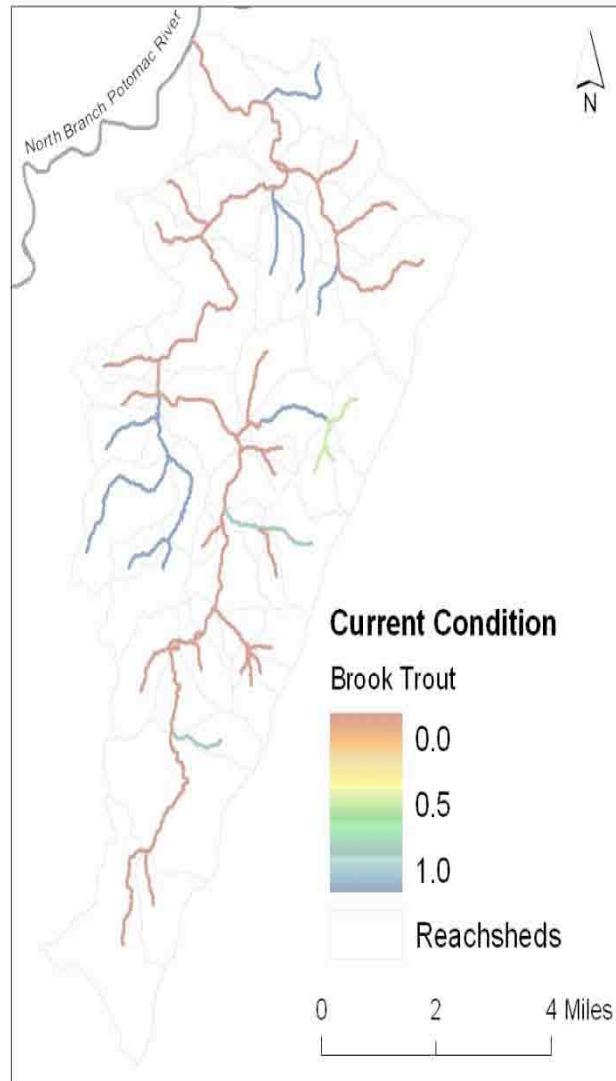 North Branch Potomac River
N
Current Condition
Brook Trout
0.0
0.5
1.0
Reachsheds
0 2 4 Miles